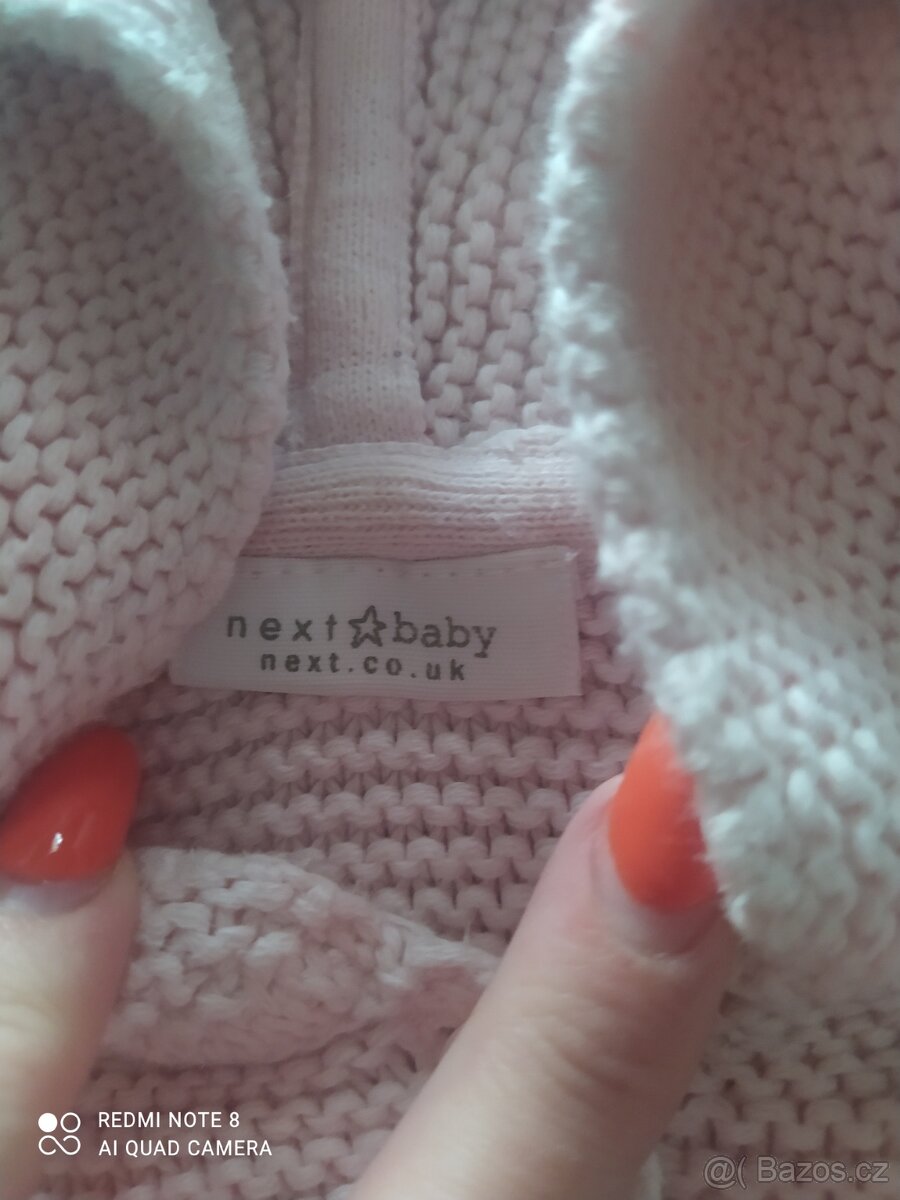 next☆baby
next.co.uk
REDMI NOTE 8
AI QUAD CAMERA
@( Bazos.cz